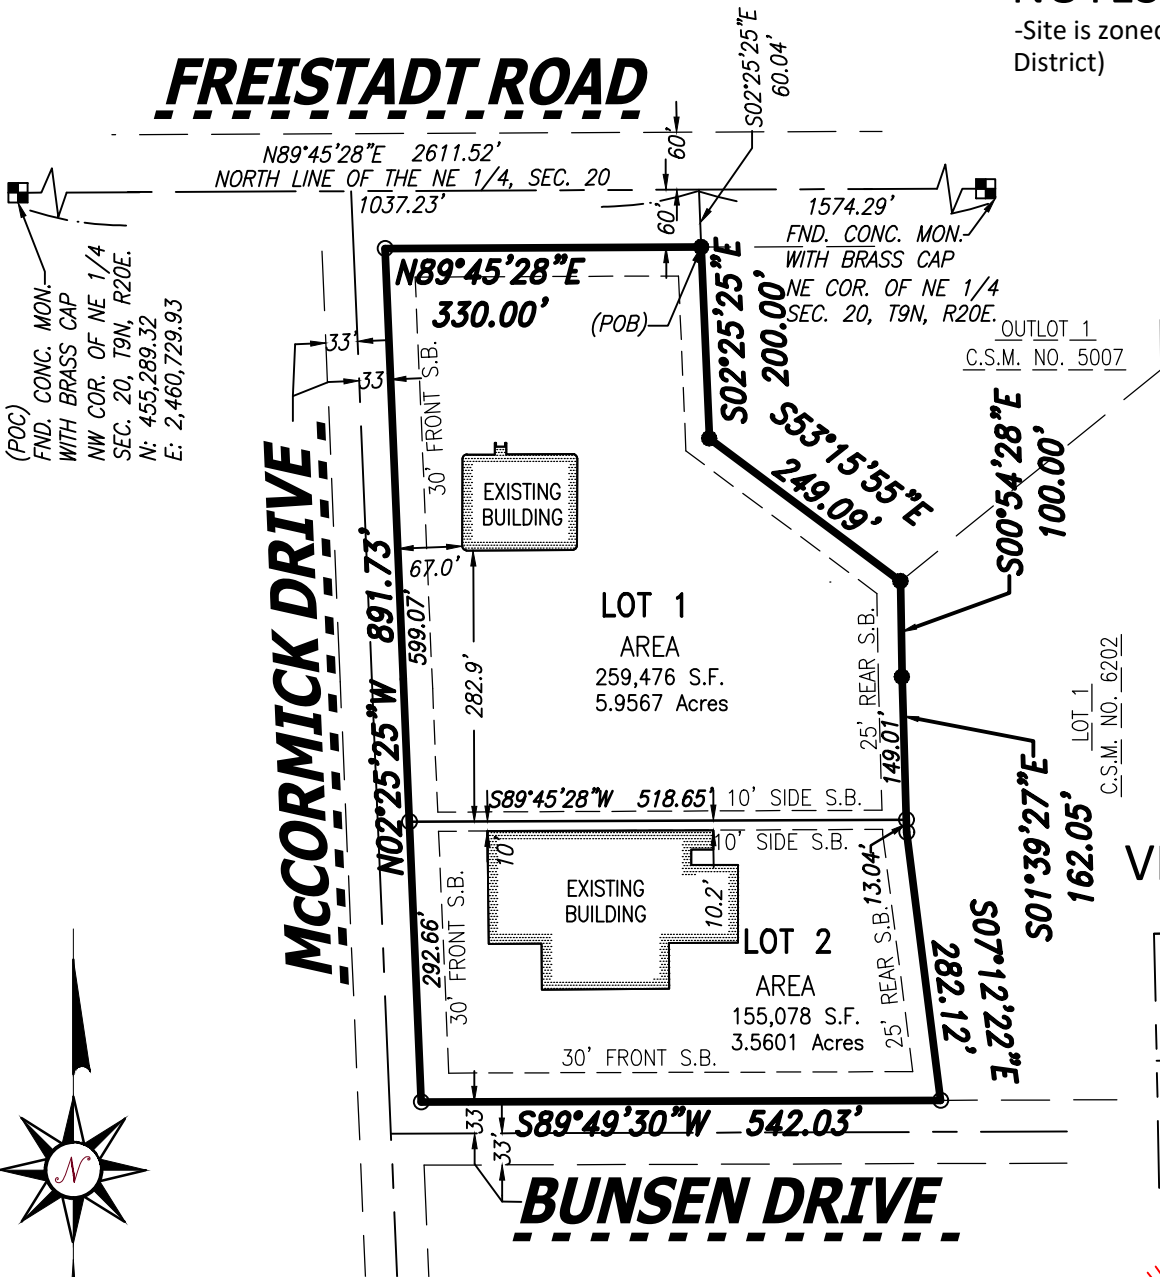 NOTES
-Site is zoned
District)
FREISTADT ROAD
S02°25'25"E
60.04'
N89°45'28"E 2611.52'
NORTH LINE OF THE NE 1/4, SEC. 20
1037.23'
60'
60'
1574.29'
FND. CONC. MON.
WITH BRASS CAP
NE COR. OF NE 1/4
SEC. 20, T9N, R20E.
(POC)
FND. CONC. MON.
WITH BRASS CAP
NW COR. OF NE 1/4
SEC. 20, T9N, R20E.
N: 455,289.32
E: 2,460,729.93
N89°45'28"E
330.00'
(POB)
S02°25'25"E
200.00'
OUTLOT 1
C.S.M. NO. 5007
33'
33'
30' FRONT S.B.
S53°15'55"E
249.09'
S00°54'28"E
100.00'
McCORMICK DRIVE
EXISTING
BUILDING
67.0'
N02°25'25"W 891.73'
599.07'
282.9'
LOT 1
AREA
259,476 S.F.
5.9567 Acres
25' REAR S.B.
149.01'
LOT 1
C.S.M. NO. 6202
S01°39'27"E
162.05'
S89°45'28"W 518.65'
10' SIDE S.B.
10' SIDE S.B.
10'
10.2'
13.04'
EXISTING
BUILDING
292.66'
30' FRONT S.B.
LOT 2
AREA
155,078 S.F.
3.5601 Acres
25' REAR S.B.
S07°12'22"E
282.12'
30' FRONT S.B.
33'
33'
S89°49'30"W 542.03'
BUNSEN DRIVE
N